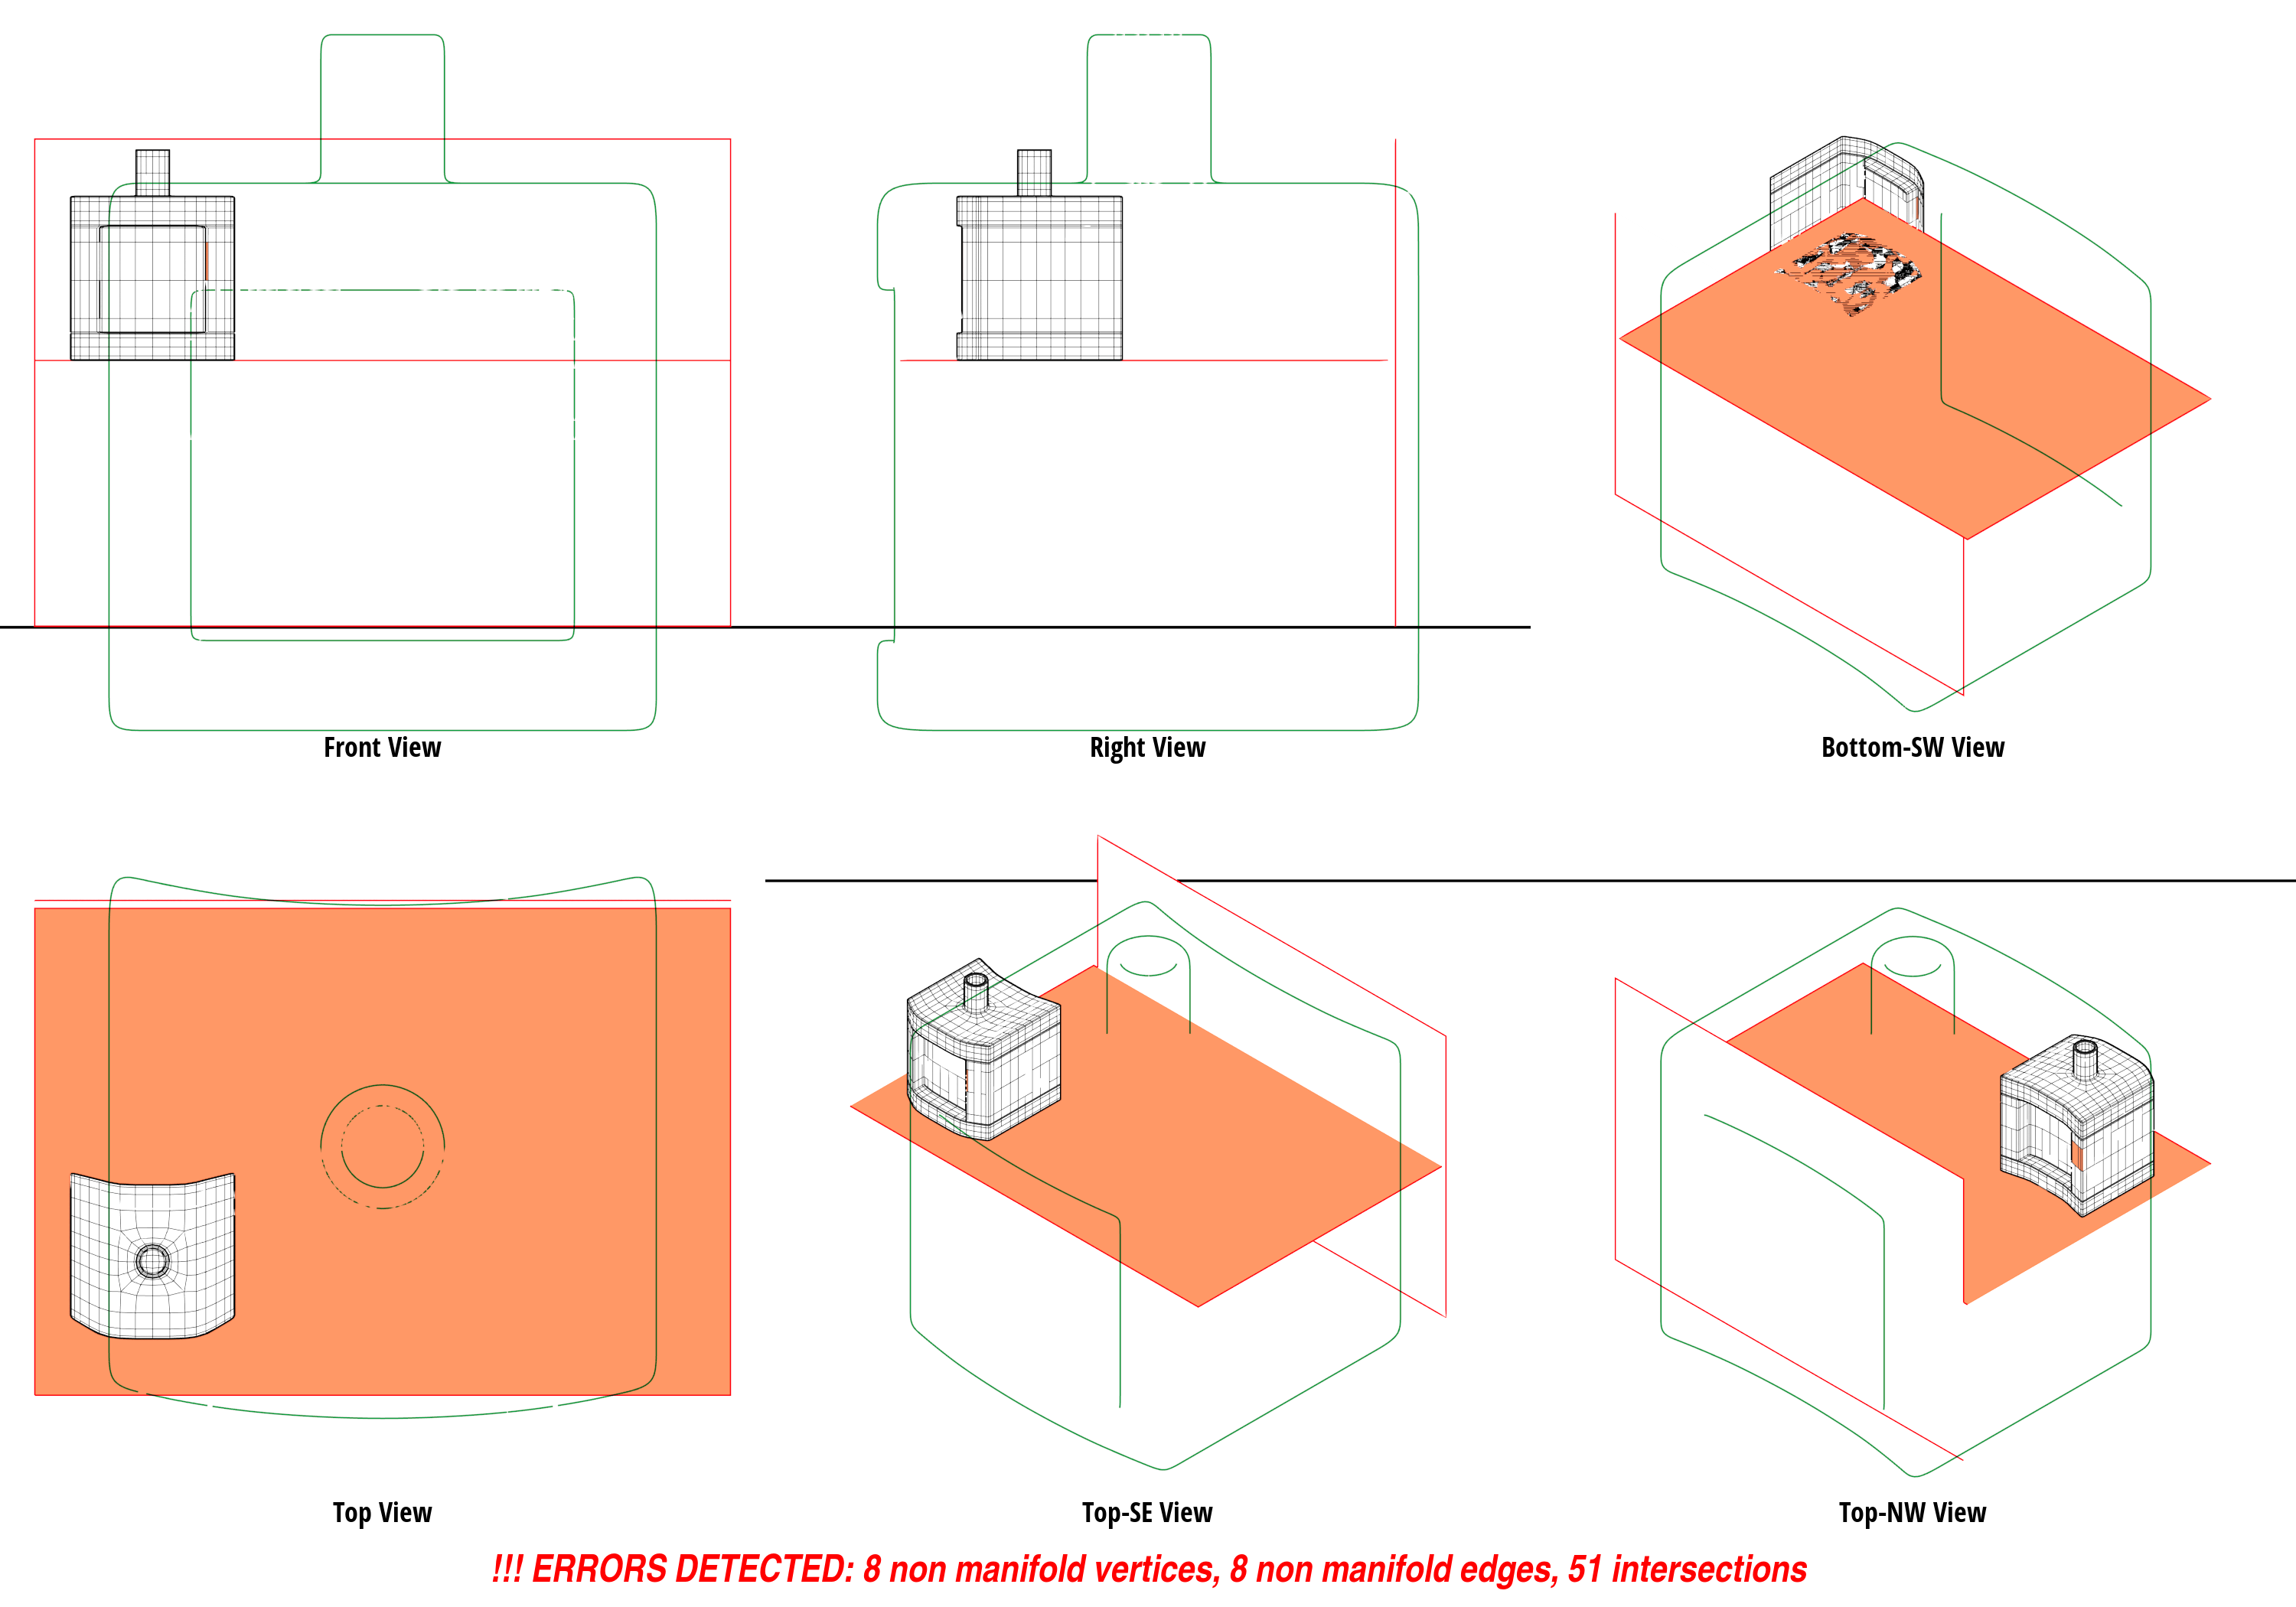 Front View
Right View
Bottom-SW View
Top View
Top-SE View
Top-NW View
!!! ERRORS DETECTED: 8 non manifold vertices, 8 non manifold edges, 51 intersections